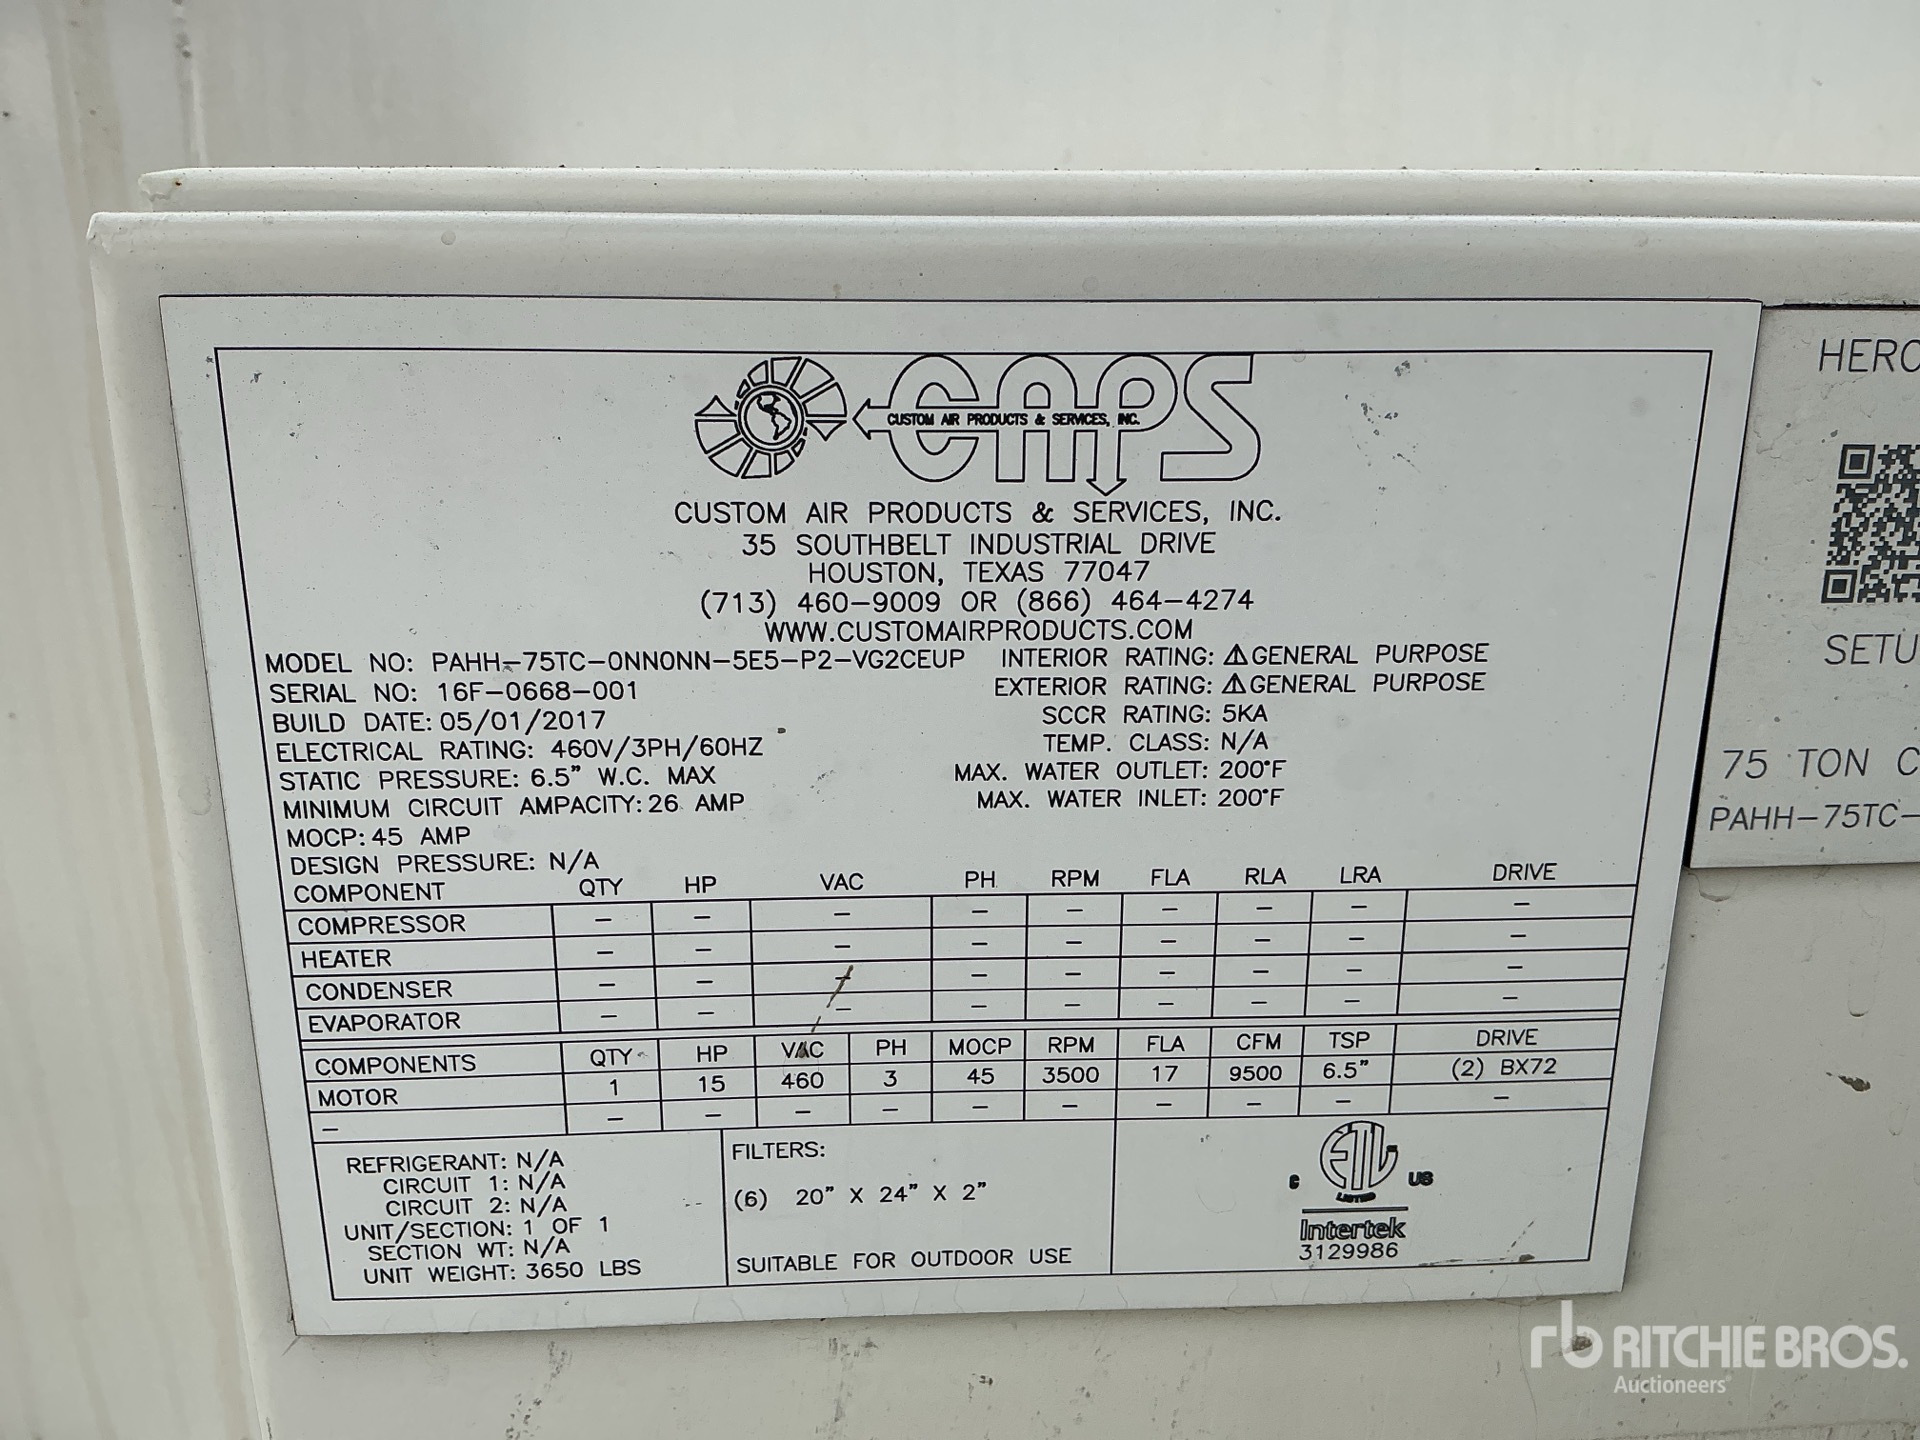 CAPS
CUSTOM AIR PRODUCTS & SERVICES, INC.
CUSTOM AIR PRODUCTS & SERVICES, INC.
35 SOUTHBELT INDUSTRIAL DRIVE
HOUSTON, TEXAS 77047
(713) 460-9009 OR (866) 464-4274
WWW.CUSTOMAIRPRODUCTS.COM
MODEL NO: PAHH-75TC-0NN0NN-5E5-P2-VG2CEUP INTERIOR RATING: ⚠GENERAL PURPOSE
SERIAL NO: 16F-0668-001 EXTERIOR RATING: ⚠GENERAL PURPOSE
BUILD DATE: 05/01/2017 SCCR RATING: 5KA
ELECTRICAL RATING: 460V/3PH/60HZ TEMP. CLASS: N/A
STATIC PRESSURE: 6.5" W.C. MAX MAX. WATER OUTLET: 200°F
MINIMUM CIRCUIT AMPACITY: 26 AMP MAX. WATER INLET: 200°F
MOCP: 45 AMP
DESIGN PRESSURE: N/A
COMPONENT QTY HP VAC PH RPM FLA RLA LRA DRIVE
COMPRESSOR - - - - - - - - -
HEATER - - - - - - - - -
CONDENSER - - - - - - - - -
EVAPORATOR - - - - - - - - -
COMPONENTS QTY HP VAC PH MOCP RPM FLA CFM TSP DRIVE
MOTOR 1 15 460 3 45 3500 17 9500 6.5" (2) BX72
- - - - - - - - - - -
REFRIGERANT: N/A
CIRCUIT 1: N/A
CIRCUIT 2: N/A
UNIT/SECTION: 1 OF 1
SECTION WT: N/A
UNIT WEIGHT: 3650 LBS
FILTERS:
(6) 20" X 24" X 2"
SUITABLE FOR OUTDOOR USE
ETL
C US
LISTED
Intertek
3129986
HERC
SETU
75 TON C
PAHH-75TC-
rb RITCHIE BROS.
Auctioneers